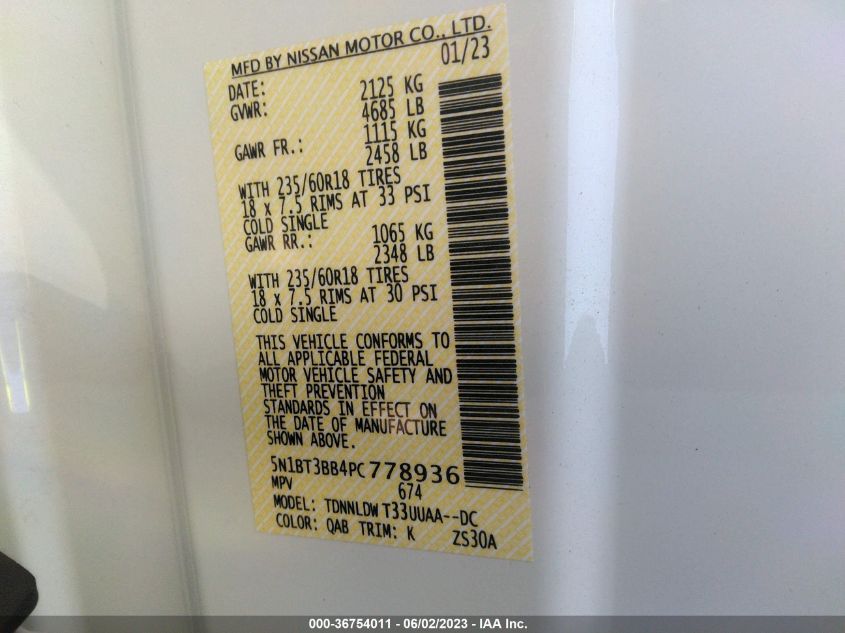 MFD BY NISSAN MOTOR CO., LTD.
DATE: 01/23
GVWR: 2125 KG
4685 LB
GAWR FR.: 1115 KG
2458 LB
WITH 235/60R18 TIRES
18 x 7.5 RIMS AT 33 PSI
COLD SINGLE
GAWR RR.: 1065 KG
2348 LB
WITH 235/60R18 TIRES
18 x 7.5 RIMS AT 30 PSI
COLD SINGLE
THIS VEHICLE CONFORMS TO
ALL APPLICABLE FEDERAL
MOTOR VEHICLE SAFETY AND
THEFT PREVENTION
STANDARDS IN EFFECT ON
THE DATE OF MANUFACTURE
SHOWN ABOVE.
5N1BT3BB4PC778936
MPV 674
MODEL: TDNNLDW T33UUAA--DC
COLOR: QAB TRIM: K ZS30A
000-36754011 - 06/02/2023 - IAA Inc.